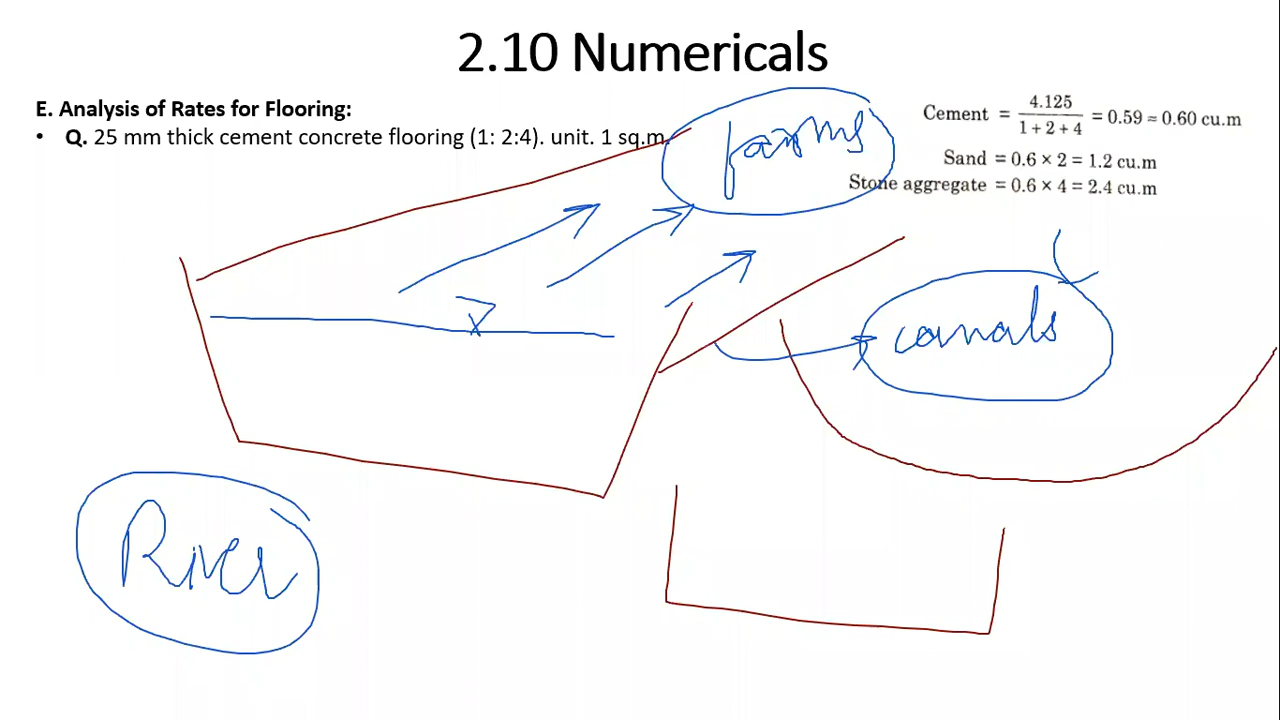 2.10 Numericals
E. Analysis of Rates for Flooring:
• Q. 25 mm thick cement concrete flooring (1: 2:4). unit. 1 sq.m.
Cement = 4.125 / 1 + 2 + 4 = 0.59 ≈ 0.60 cu.m
Sand = 0.6 × 2 = 1.2 cu.m
Stone aggregate = 0.6 × 4 = 2.4 cu.m
farms
canals
River